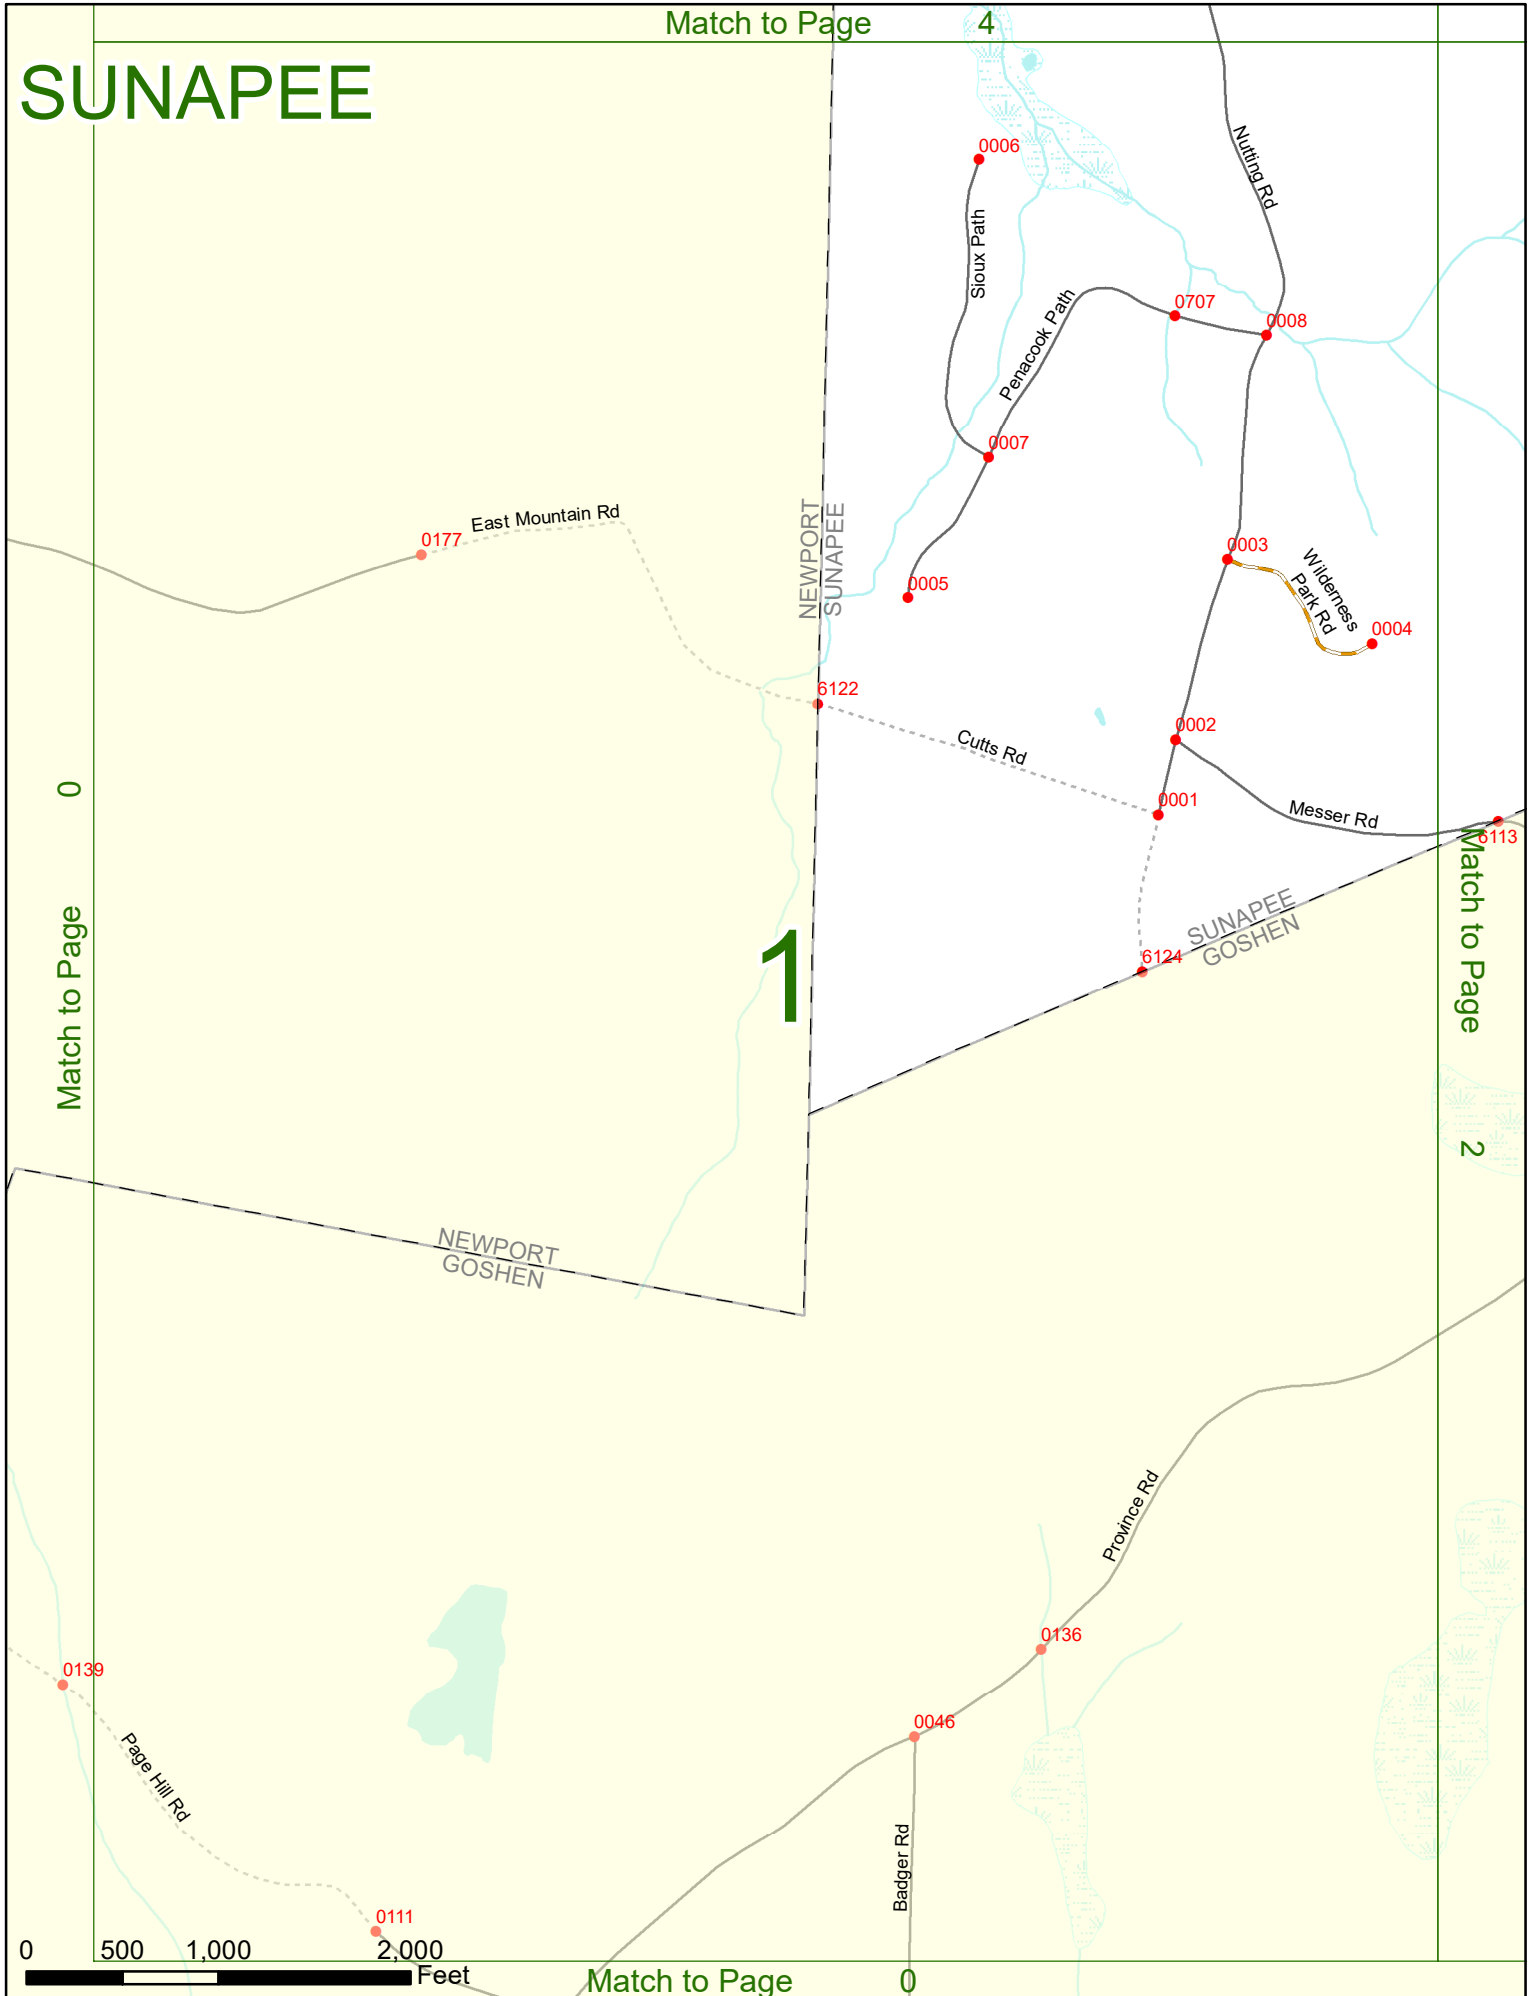 Match to Page 4
SUNAPEE
0006
Nutting Rd
Sioux Path
Penacook Path
0707
0008
0007
East Mountain Rd
0177
NEWPORT
SUNAPEE
0003
Wilderness
Park Rd
0005
0004
6122
0002
Cutts Rd
0001
Messer Rd
6113
Match to Page 0
Match to Page 2
SUNAPEE
GOSHEN
1
6124
NEWPORT
GOSHEN
Province Rd
0136
0139
0046
Page Hill Rd
Badger Rd
0111
0 500 1,000 2,000
Feet
Match to Page 0